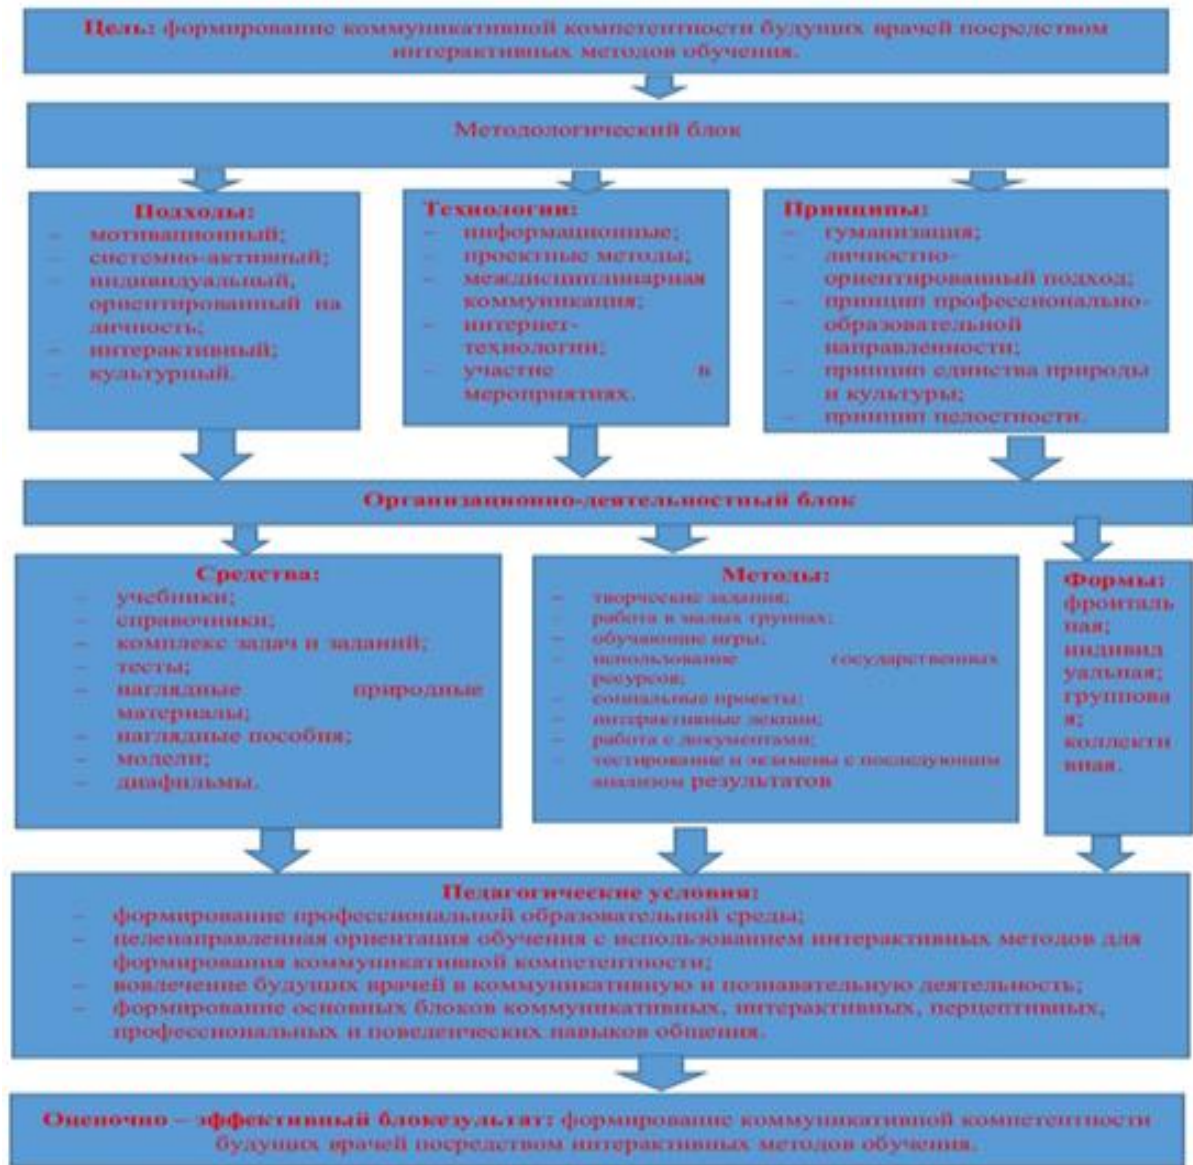 Цель: формирование коммуникативной компетентности будущих врачей посредством
интерактивных методов обучения.
Методологический блок
Подходы:
– мотивационный;
– системно-активный;
– индивидуальный,
ориентированный на
личность;
– интерактивный;
– культурный.
Технологии:
– информационные;
– проектные методы;
– междисциплинарная
коммуникация;
– интернет-
технологии;
– участие в
мероприятиях.
Принципы:
– гуманизация;
– личностно-
ориентированный подход;
– принцип профессионально-
образовательной
направленности;
– принцип единства природы
и культуры;
– принцип целостности.
Организационно-деятельностный блок
Средства:
– учебники;
– справочники;
– комплекс задач и заданий;
– тесты;
– наглядные природные
материалы;
– наглядные пособия;
– модели;
– диафильмы.
Методы:
– творческие задания;
– работа в малых группах;
– обучающие игры;
– использование государственных
ресурсов;
– социальные проекты;
– интерактивные лекции;
– работа с документами;
– тестирование и экзамены с последующим
анализом результатов
Формы:
фронталь
ная;
индивид
уальная;
группова
я;
коллекти
вная.
Педагогические условия:
– формирование профессиональной образовательной среды;
– целенаправленная ориентация обучения с использованием интерактивных методов для
формирования коммуникативной компетентности;
– вовлечение будущих врачей в коммуникативную и познавательную деятельность;
– формирование основных блоков коммуникативных, интерактивных, перцептивных,
профессиональных и поведенческих навыков общения.
Оценочно – эффективный блокезультат: формирование коммуникативной компетентности
будущих врачей посредством интерактивных методов обучения.